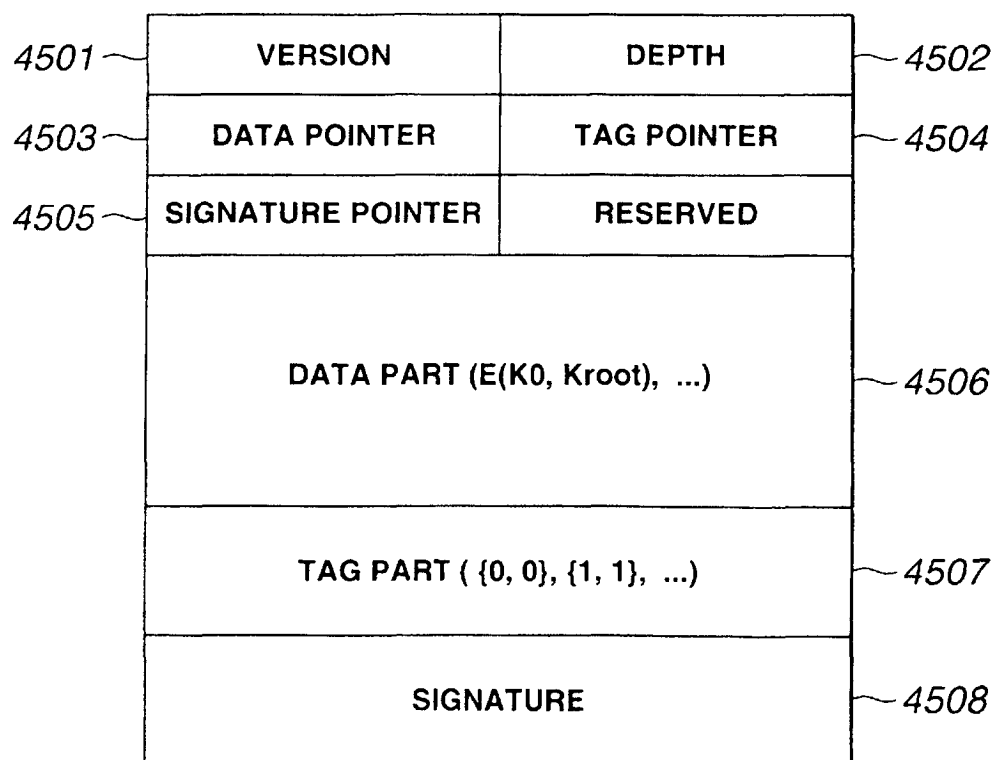 4501 VERSION DEPTH 4502
4503 DATA POINTER TAG POINTER 4504
4505 SIGNATURE POINTER RESERVED
DATA PART (E(K0, Kroot), ...) 4506
TAG PART ( {0, 0}, {1, 1}, ...) 4507
SIGNATURE 4508